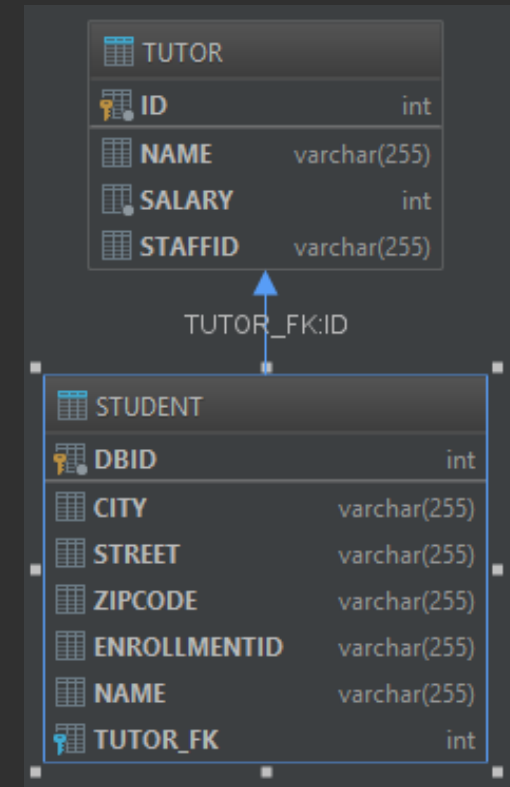 TUTOR
ID int
NAME varchar(255)
SALARY int
STAFFID varchar(255)
TUTOR_FK:ID
STUDENT
DBID int
CITY varchar(255)
STREET varchar(255)
ZIPCODE varchar(255)
ENROLLMENTID varchar(255)
NAME varchar(255)
TUTOR_FK int